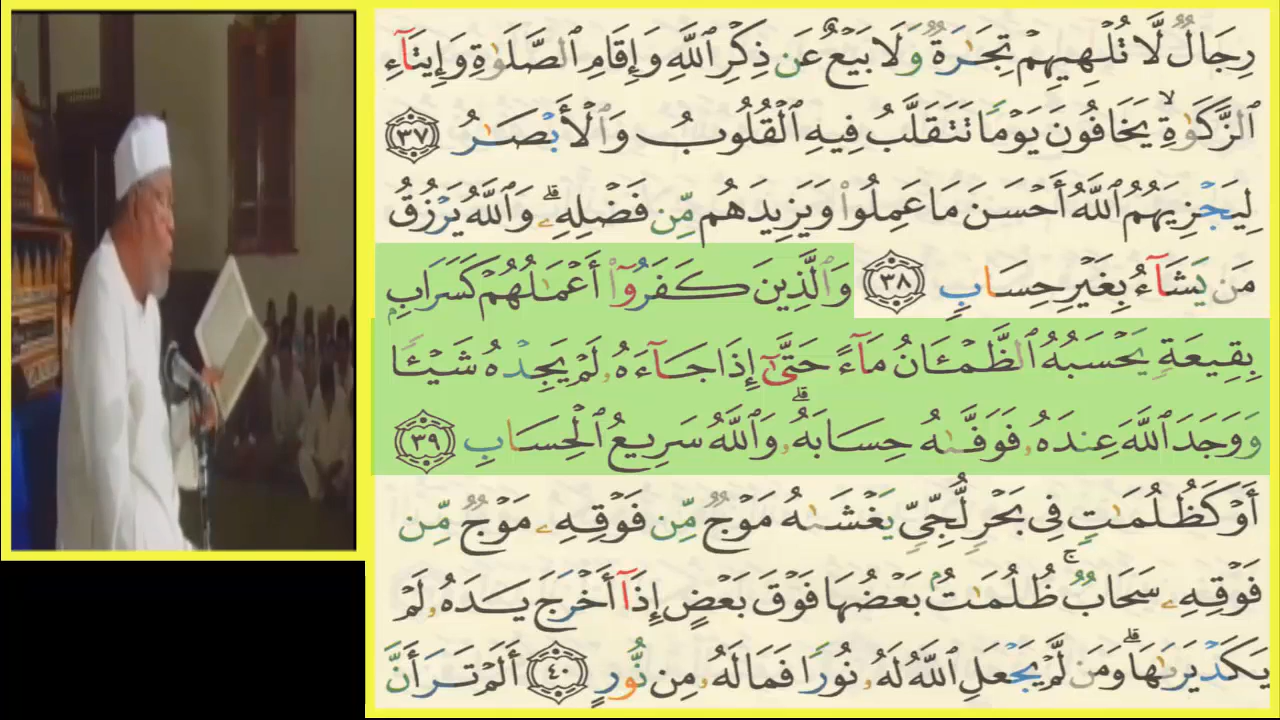 رِجَالٌ لَّا تُلْهِيهِمْ تِجَٰرَةٌ وَلَا بَيْعٌ عَن ذِكْرِ ٱللَّهِ وَإِقَامِ ٱلصَّلَوٰةِ وَإِيتَآءِ
ٱلزَّكَوٰةِ ۙ يَخَافُونَ يَوْمًا تَتَقَلَّبُ فِيهِ ٱلْقُلُوبُ وَٱلْأَبْصَٰرُ ٣٧
لِيَجْزِيَهُمُ ٱللَّهُ أَحْسَنَ مَا عَمِلُوا۟ وَيَزِيدَهُم مِّن فَضْلِهِۦ ۗ وَٱللَّهُ يَرْزُقُ
مَن يَشَآءُ بِغَيْرِ حِسَابٍ ٣٨ وَٱلَّذِينَ كَفَرُوٓا۟ أَعْمَٰلُهُمْ كَسَرَابٍۭ
بِقِيعَةٍ يَحْسَبُهُ ٱلظَّمْـَٔانُ مَآءً حَتَّىٰٓ إِذَا جَآءَهُۥ لَمْ يَجِدْهُ شَيْـًٔا
وَوَجَدَ ٱللَّهَ عِندَهُۥ فَوَفَّىٰهُ حِسَابَهُۥ ۗ وَٱللَّهُ سَرِيعُ ٱلْحِسَابِ ٣٩
أَوْ كَظُلُمَٰتٍ فِى بَحْرٍ لُّجِّىٍّ يَغْشَىٰهُ مَوْجٌ مِّن فَوْقِهِۦ مَوْجٌ مِّن
فَوْقِهِۦ سَحَابٌ ۚ ظُلُمَٰتٌۢ بَعْضُهَا فَوْقَ بَعْضٍ إِذَآ أَخْرَجَ يَدَهُۥ لَمْ
يَكَدْ يَرَىٰهَا ۗ وَمَن لَّمْ يَجْعَلِ ٱللَّهُ لَهُۥ نُورًا فَمَا لَهُۥ مِن نُّورٍ ٤٠ أَلَمْ تَرَ أَنَّ